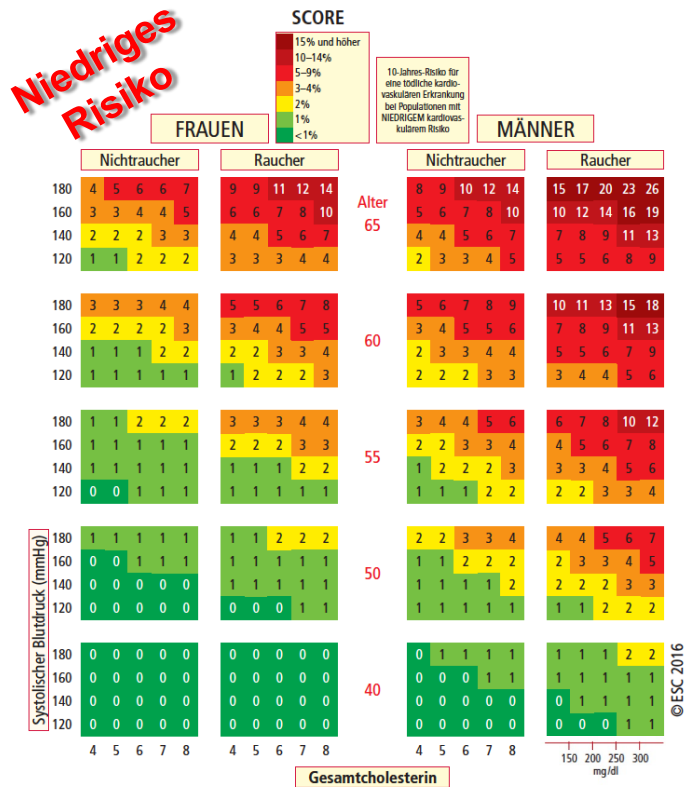 Niedriges
Risiko
SCORE
15% und höher
10–14%
5–9%
3–4%
2%
1%
<1%
10-Jahres-Risiko für
eine tödliche kardio-
vaskulären Erkrankung
bei Populationen mit
NIEDRIGEM kardiovas-
kulärem Risiko
FRAUEN
MÄNNER
Nichtraucher Raucher Nichtraucher Raucher
Alter
180 4 5 6 6 7 9 9 11 12 14 8 9 10 12 14 15 17 20 23 26
160 3 3 4 4 5 6 6 7 8 10 5 6 7 8 10 10 12 14 16 19
65
140 2 2 2 3 3 4 4 5 6 7 4 4 5 6 7 7 8 9 11 13
120 1 1 2 2 2 3 3 3 4 4 2 3 3 4 5 5 5 6 8 9
180 3 3 3 4 4 5 5 6 7 8 5 6 7 8 9 10 11 13 15 18
160 2 2 2 2 3 3 4 4 5 5 3 4 5 5 6 7 8 9 11 13
60
140 1 1 1 2 2 2 2 3 3 4 2 3 3 4 4 5 5 6 7 9
120 1 1 1 1 1 1 2 2 2 3 2 2 2 3 3 3 4 4 5 6
180 1 1 2 2 2 3 3 3 4 4 3 4 4 5 6 6 7 8 10 12
160 1 1 1 1 1 2 2 2 3 3 2 2 3 3 4 4 5 6 7 8
55
140 1 1 1 1 1 1 1 1 2 2 1 2 2 2 3 3 3 4 5 6
120 0 0 1 1 1 1 1 1 1 1 1 1 1 2 2 2 2 3 3 4
180 1 1 1 1 1 1 1 2 2 2 2 2 3 3 4 4 4 5 6 7
160 0 0 1 1 1 1 1 1 1 1 1 1 2 2 2 2 3 3 4 5
50
140 0 0 0 0 0 1 1 1 1 1 1 1 1 1 2 2 2 2 3 3
120 0 0 0 0 0 0 0 0 1 1 1 1 1 1 1 1 1 2 2 2
180 0 0 0 0 0 0 0 0 0 0 0 1 1 1 1 1 1 1 2 2
160 0 0 0 0 0 0 0 0 0 0 0 0 0 1 1 1 1 1 1 1
40
140 0 0 0 0 0 0 0 0 0 0 0 0 0 0 0 0 1 1 1 1
120 0 0 0 0 0 0 0 0 0 0 0 0 0 0 0 0 0 0 1 1
Systolischer Blutdruck (mmHg)
4 5 6 7 8 4 5 6 7 8 4 5 6 7 8
150 200 250 300
mg/dl
Gesamtcholesterin
© ESC 2016